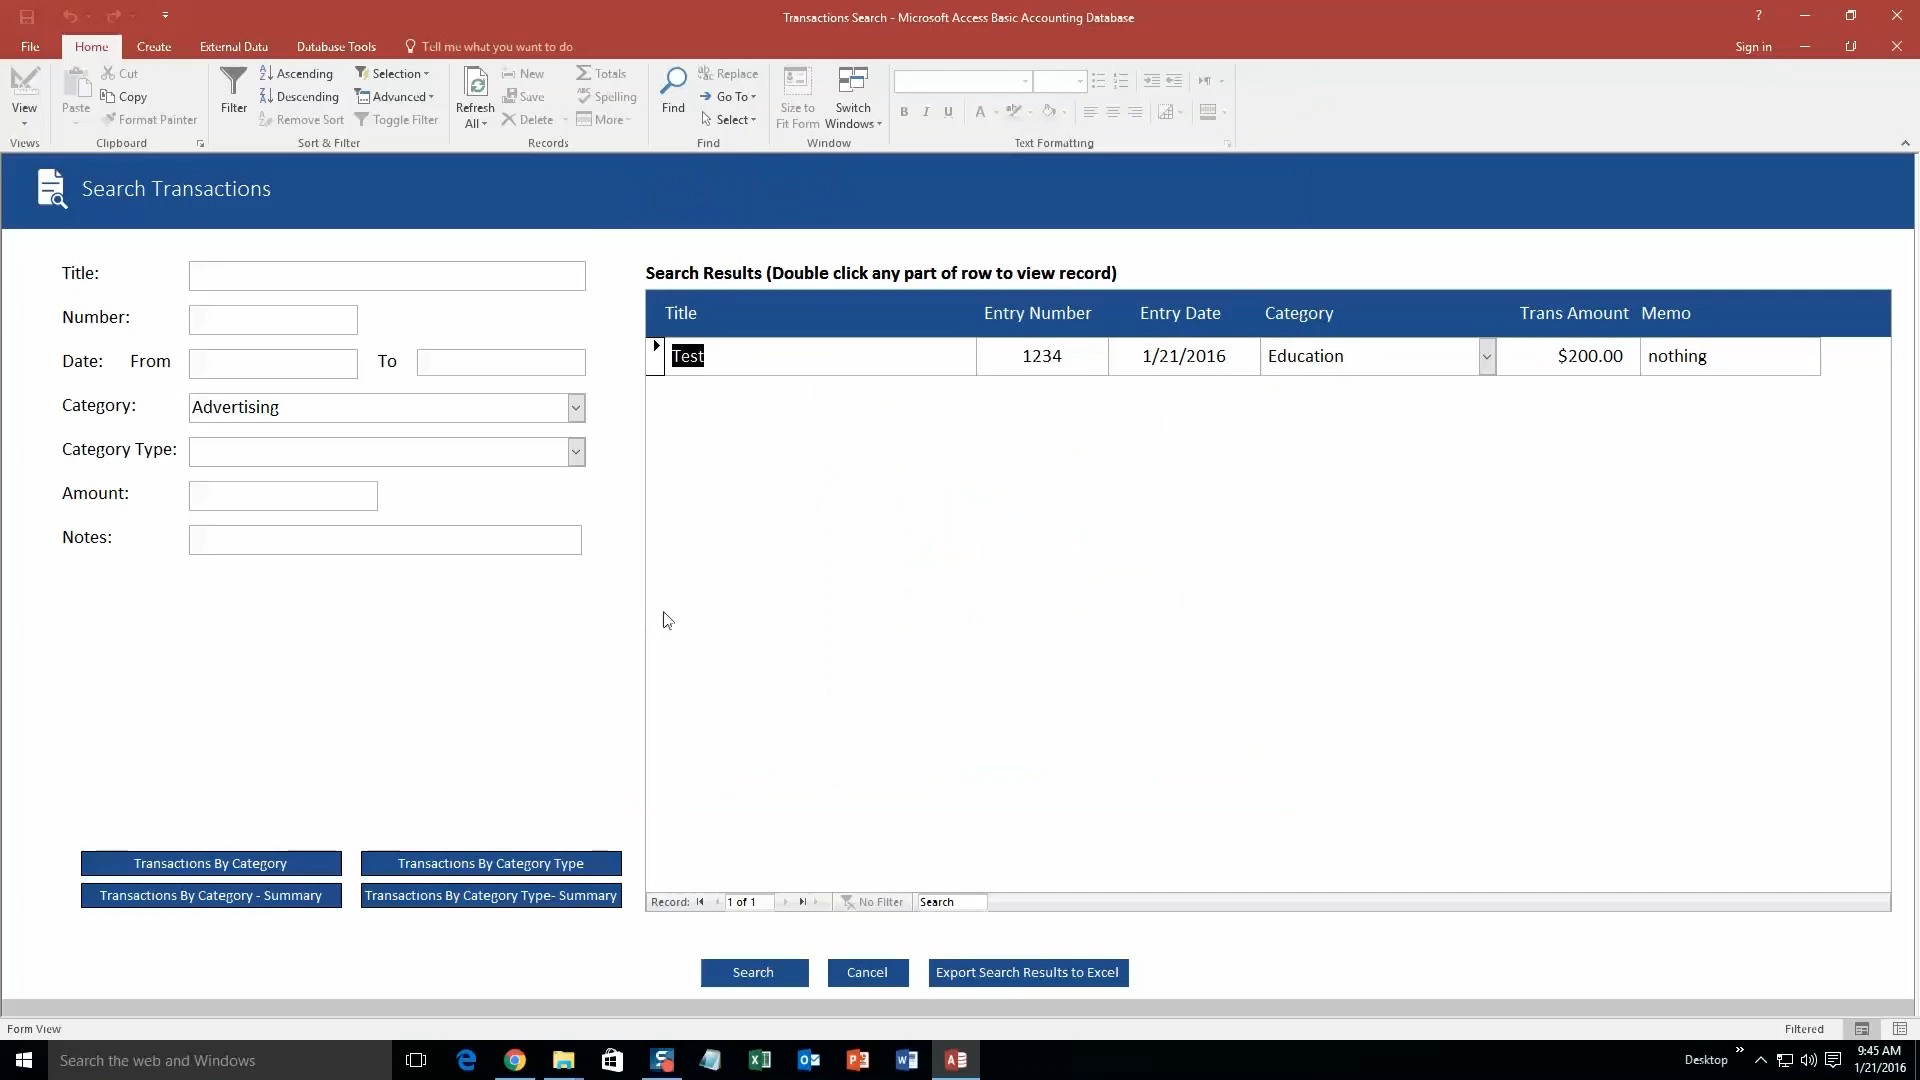 Transactions Search - Microsoft Access Basic Accounting Database
?
File Home Create External Data Database Tools Tell me what you want to do Sign in
View
Views
Paste
Cut
Copy
Format Painter
Clipboard
Filter
Ascending
Descending
Remove Sort
Selection
Advanced
Toggle Filter
Sort & Filter
Refresh
All
New
Save
Delete
Totals
Spelling
More
Records
Find
Replace
Go To
Select
Find
Size to
Fit Form
Switch
Windows
Window
B I U A
Text Formatting
Search Transactions
Title:
Number:
Date: From To
Category: Advertising
Category Type:
Amount:
Notes:
Search Results (Double click any part of row to view record)
Title Entry Number Entry Date Category Trans Amount Memo
Test 1234 1/21/2016 Education $200.00 nothing
Transactions By Category Transactions By Category Type
Transactions By Category - Summary Transactions By Category Type- Summary
Record: 1 of 1 No Filter Search
Search Cancel Export Search Results to Excel
Form View Filtered
Search the web and Windows Desktop 9:45 AM
1/21/2016